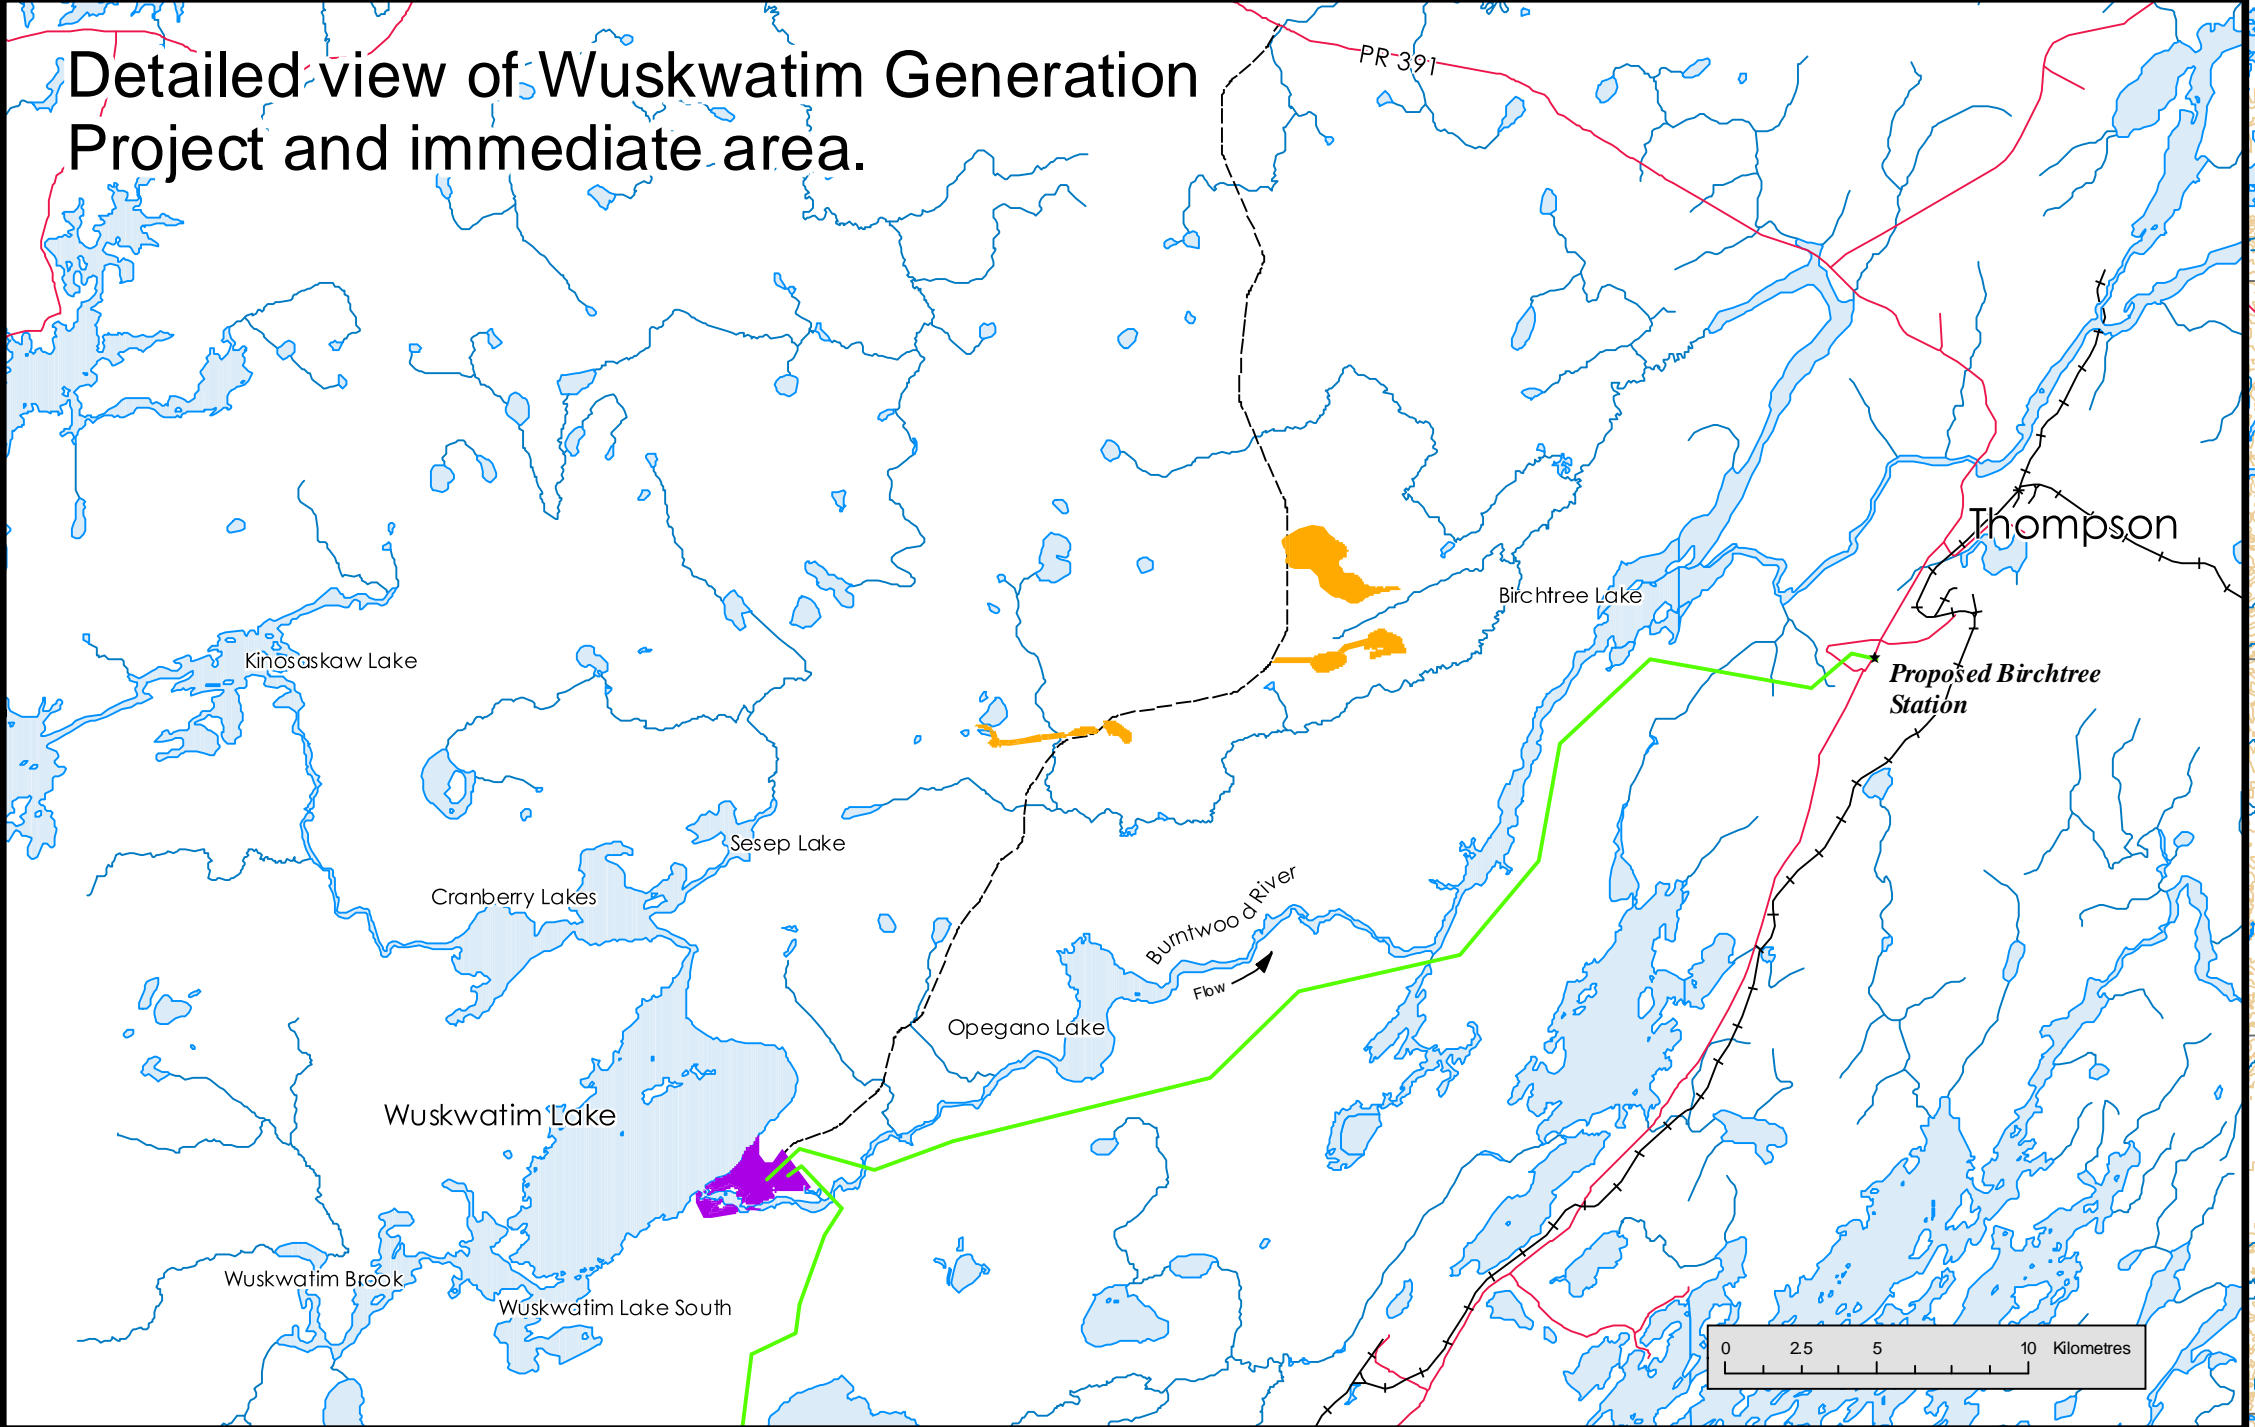 Detailed view of Wuskwatim Generation
Project and immediate area.
PR 391
Thompson
Birchtree Lake
Kinosaskaw Lake
Proposed Birchtree
Station
Sesep Lake
Cranberry Lakes
Burntwood River
Flow
Opegano Lake
Wuskwatim Lake
Wuskwatim Brook
Wuskwatim Lake South
0 2.5 5 10 Kilometres